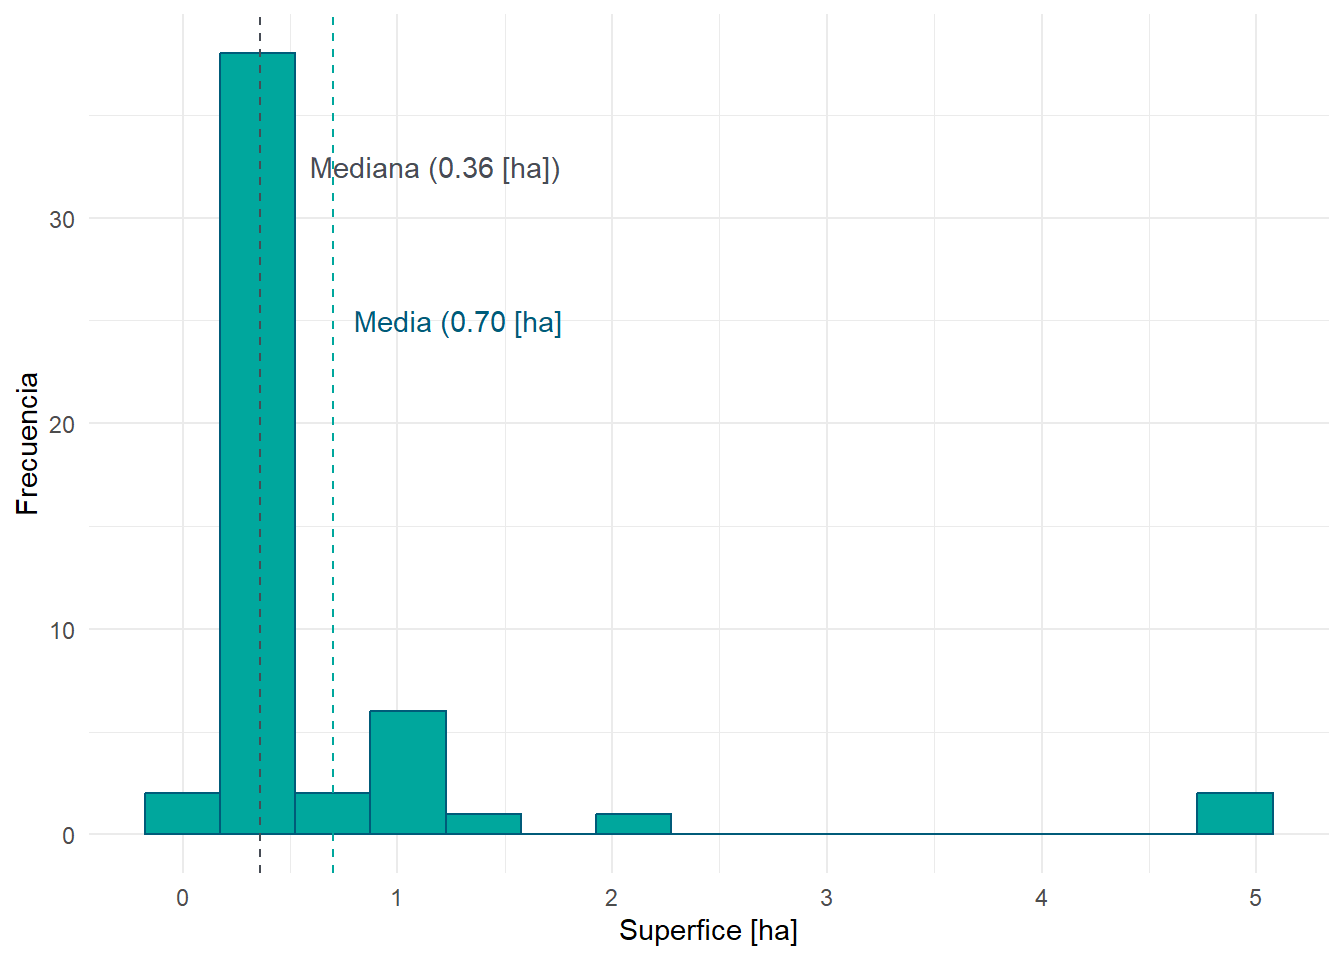 Mediana (0.36 [ha])
30
Media (0.70 [ha]
20
10
0
Frecuencia
0 1 2 3 4 5
Superfice [ha]